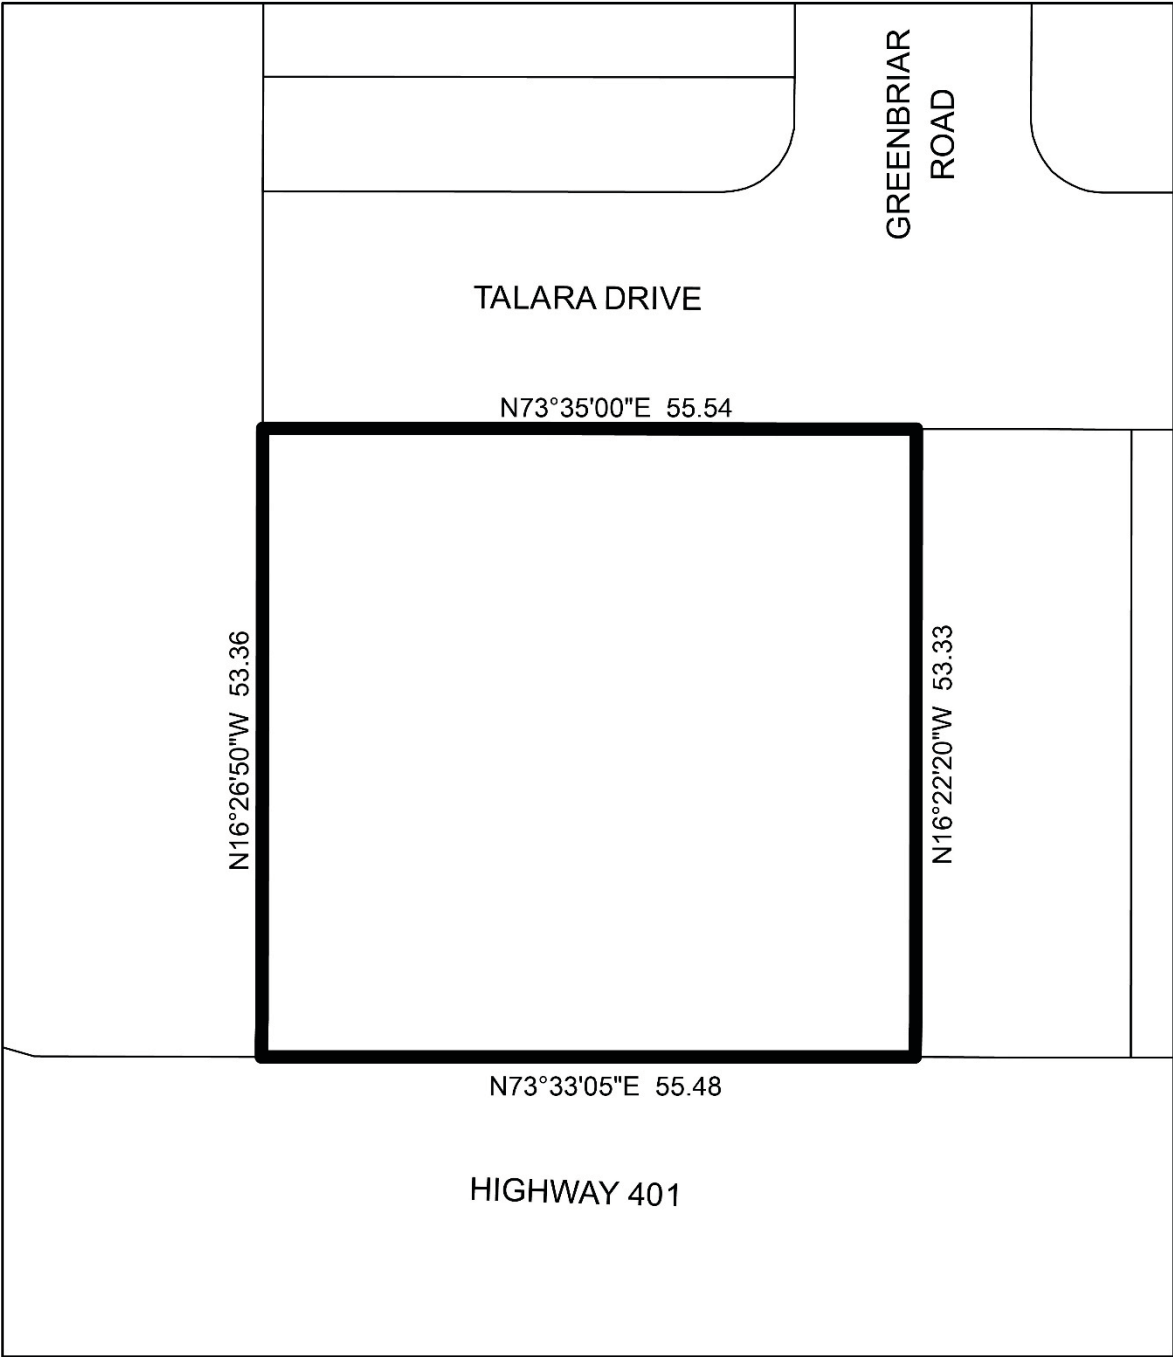 GREENBRIAR
ROAD
TALARA DRIVE
N73°35'00"E  55.54
N16°26'50"W  53.36
N16°22'20"W  53.33
N73°33'05"E  55.48
HIGHWAY 401